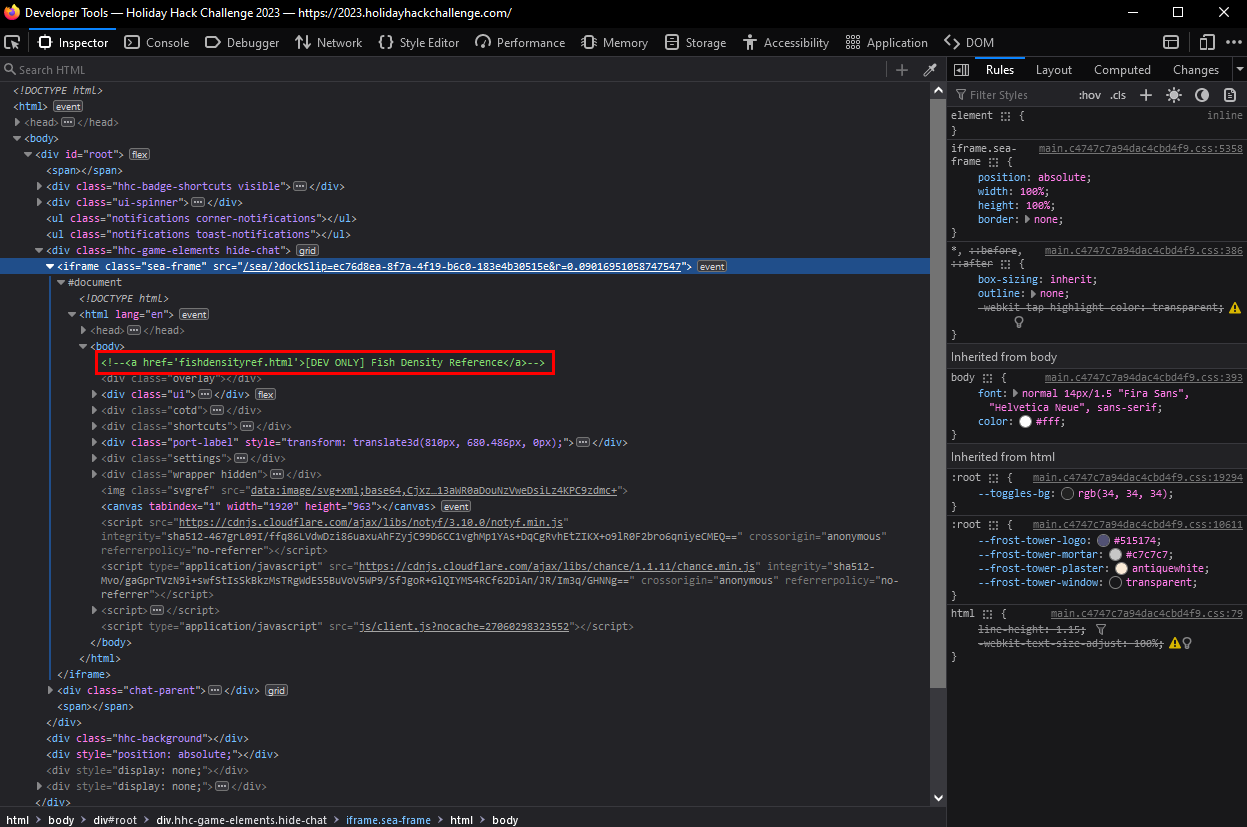 Developer Tools — Holiday Hack Challenge 2023 — https://2023.holidayhackchallenge.com/
Inspector Console Debugger Network Style Editor Performance Memory Storage Accessibility Application DOM
Search HTML
<!DOCTYPE html>
<html> event
<head> </head>
<body>
<div id="root"> flex
<span></span>
<div class="hhc-badge-shortcuts visible"> </div>
<div class="ui-spinner"> </div>
<ul class="notifications corner-notifications"></ul>
<ul class="notifications toast-notifications"></ul>
<div class="hhc-game-elements hide-chat"> grid
<iframe class="sea-frame" src="/sea/?dockSlip=ec76d8ea-8f7a-4f19-b6c0-183e4b30515e&r=0.09016951058747547"> event
#document
<!DOCTYPE html>
<html lang="en"> event
<head> </head>
<body>
<!--<a href='fishdensityref.html'>[DEV ONLY] Fish Density Reference</a>-->
<div class="overlay"></div>
<div class="ui"> </div> flex
<div class="cotd"> </div>
<div class="shortcuts"> </div>
<div class="port-label" style="transform: translate3d(810px, 680.486px, 0px);"> </div>
<div class="settings"> </div>
<div class="wrapper hidden"> </div>
<img class="svgref" src="data:image/svg+xml;base64,Cjxz…13aWR0aDouNzVweDsiLz4KPC9zdmc+">
<canvas tabindex="1" width="1920" height="963"></canvas> event
<script src="https://cdnjs.cloudflare.com/ajax/libs/notyf/3.10.0/notyf.min.js"
integrity="sha512-467grL09I/ffq86LVdwDzi86uaxuAhFZyjC99D6CC1vghMp1YAs+DqCgRvhEtZIKX+o9lR0F2bro6qniyeCMEQ==" crossorigin="anonymous"
referrerpolicy="no-referrer"></script>
<script type="application/javascript" src="https://cdnjs.cloudflare.com/ajax/libs/chance/1.1.11/chance.min.js" integrity="sha512-
Mvo/gaGprTVzN9i+swfStIsSkBkzMsTRgWdES5BuVoV5WP9/SfJgoR+GlQIYMS4RCf62DiAn/JR/Im3q/GHNNg==" crossorigin="anonymous" referrerpolicy="no-
referrer"></script>
<script> </script>
<script type="application/javascript" src="js/client.js?nocache=27060298323552"></script>
</body>
</html>
</iframe>
<div class="chat-parent"> </div> grid
<span></span>
</div>
<div class="hhc-background"></div>
<div style="position: absolute;"></div>
<div style="display: none;"></div>
<div style="display: none;"> </div>
</div>
html > body > div#root > div.hhc-game-elements.hide-chat > iframe.sea-frame > html > body
Rules Layout Computed Changes
Filter Styles :hov .cls
element { inline
}
iframe.sea- main.c4747c7a94dac4cbd4f9.css:5358
frame {
position: absolute;
width: 100%;
height: 100%;
border: none;
}
*, ::before, main.c4747c7a94dac4cbd4f9.css:386
::after {
box-sizing: inherit;
outline: none;
-webkit-tap-highlight-color: transparent;
}
Inherited from body
body { main.c4747c7a94dac4cbd4f9.css:393
font: normal 14px/1.5 "Fira Sans",
"Helvetica Neue", sans-serif;
color: #fff;
}
Inherited from html
:root { main.c4747c7a94dac4cbd4f9.css:19294
--toggles-bg: rgb(34, 34, 34);
}
:root { main.c4747c7a94dac4cbd4f9.css:10611
--frost-tower-logo: #515174;
--frost-tower-mortar: #c7c7c7;
--frost-tower-plaster: antiquewhite;
--frost-tower-window: transparent;
}
html { main.c4747c7a94dac4cbd4f9.css:79
line-height: 1.15;
-webkit-text-size-adjust: 100%;
}